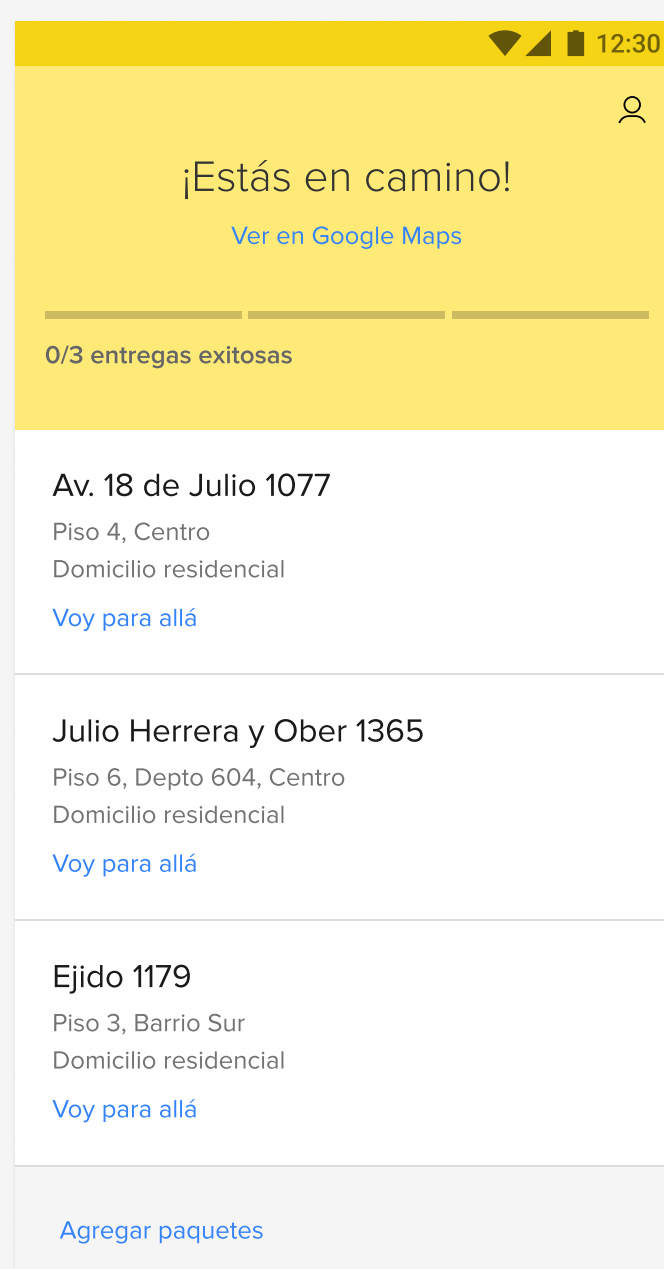 12:30
¡Estás en camino!
Ver en Google Maps
0/3 entregas exitosas
Av. 18 de Julio 1077
Piso 4, Centro
Domicilio residencial
Voy para allá
Julio Herrera y Ober 1365
Piso 6, Depto 604, Centro
Domicilio residencial
Voy para allá
Ejido 1179
Piso 3, Barrio Sur
Domicilio residencial
Voy para allá
Agregar paquetes